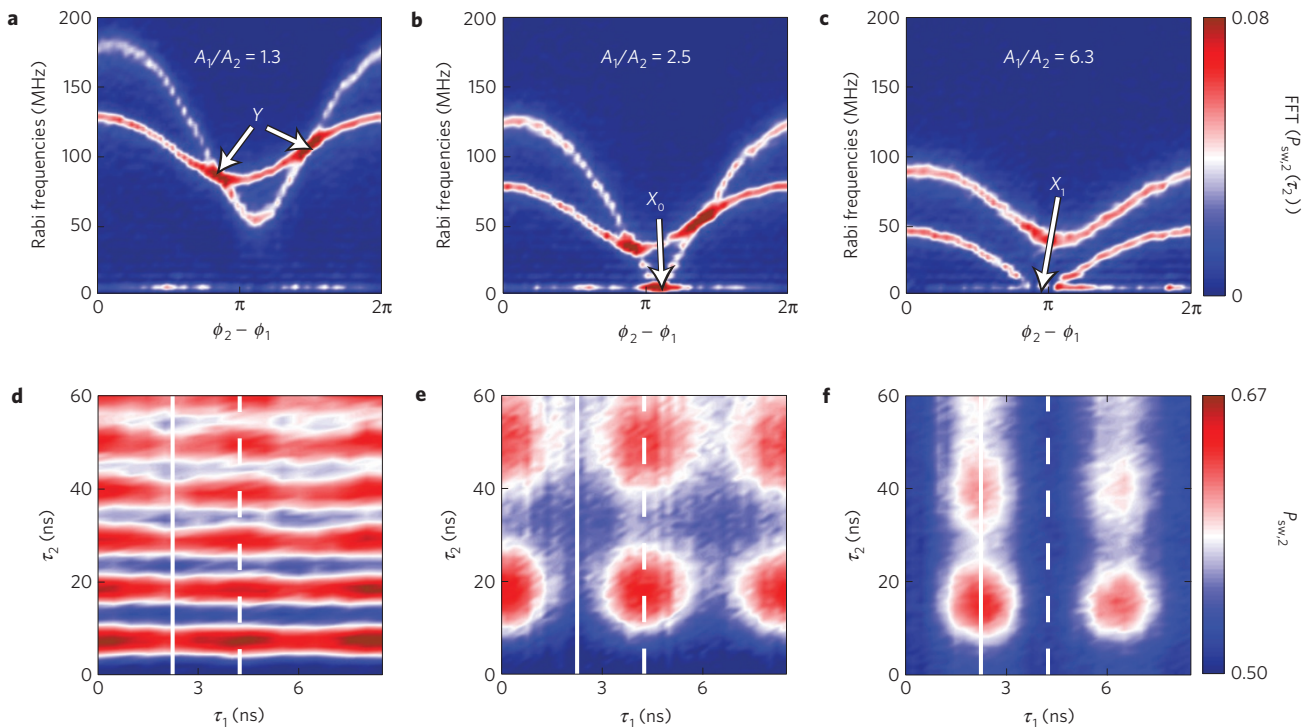 a
200
150
100
50
0
Rabi frequencies (MHz)
A₁/A₂ = 1.3
Y
0
π
2π
ϕ₂ − ϕ₁
b
200
150
100
50
0
Rabi frequencies (MHz)
A₁/A₂ = 2.5
X₀
0
π
2π
ϕ₂ − ϕ₁
c
200
150
100
50
0
Rabi frequencies (MHz)
A₁/A₂ = 6.3
X₁
0
π
2π
ϕ₂ − ϕ₁
0.08
0
FFT (P_sw,2 (τ₂))
d
60
40
20
0
τ₂ (ns)
0
3
6
τ₁ (ns)
e
60
40
20
0
τ₂ (ns)
0
3
6
τ₁ (ns)
f
60
40
20
0
τ₂ (ns)
0
3
6
τ₁ (ns)
0.67
0.50
P_sw,2